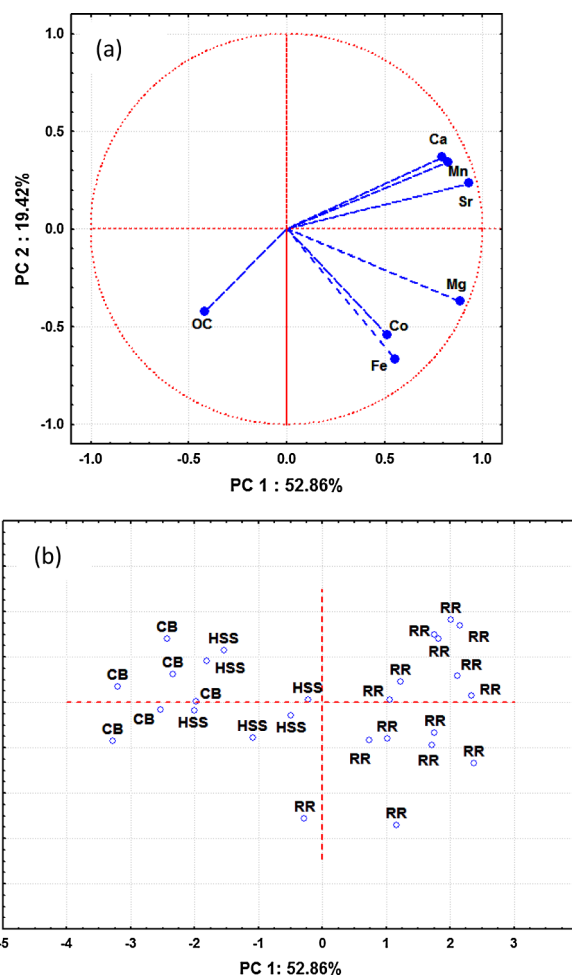 (a)
1.0
0.5
0.0
-0.5
-1.0
PC 2 : 19.42%
Ca
Mn
Sr
Mg
Co
OC
Fe
-1.0 -0.5 0.0 0.5 1.0
PC 1 : 52.86%
(b)
RR
CB HSS RR RR
RR
CB HSS RR
CB CB HSS RR RR
CB HSS HSS HSS RR RR
CB RR RR
RR
RR RR
-5 -4 -3 -2 -1 0 1 2 3
PC 1: 52.86%